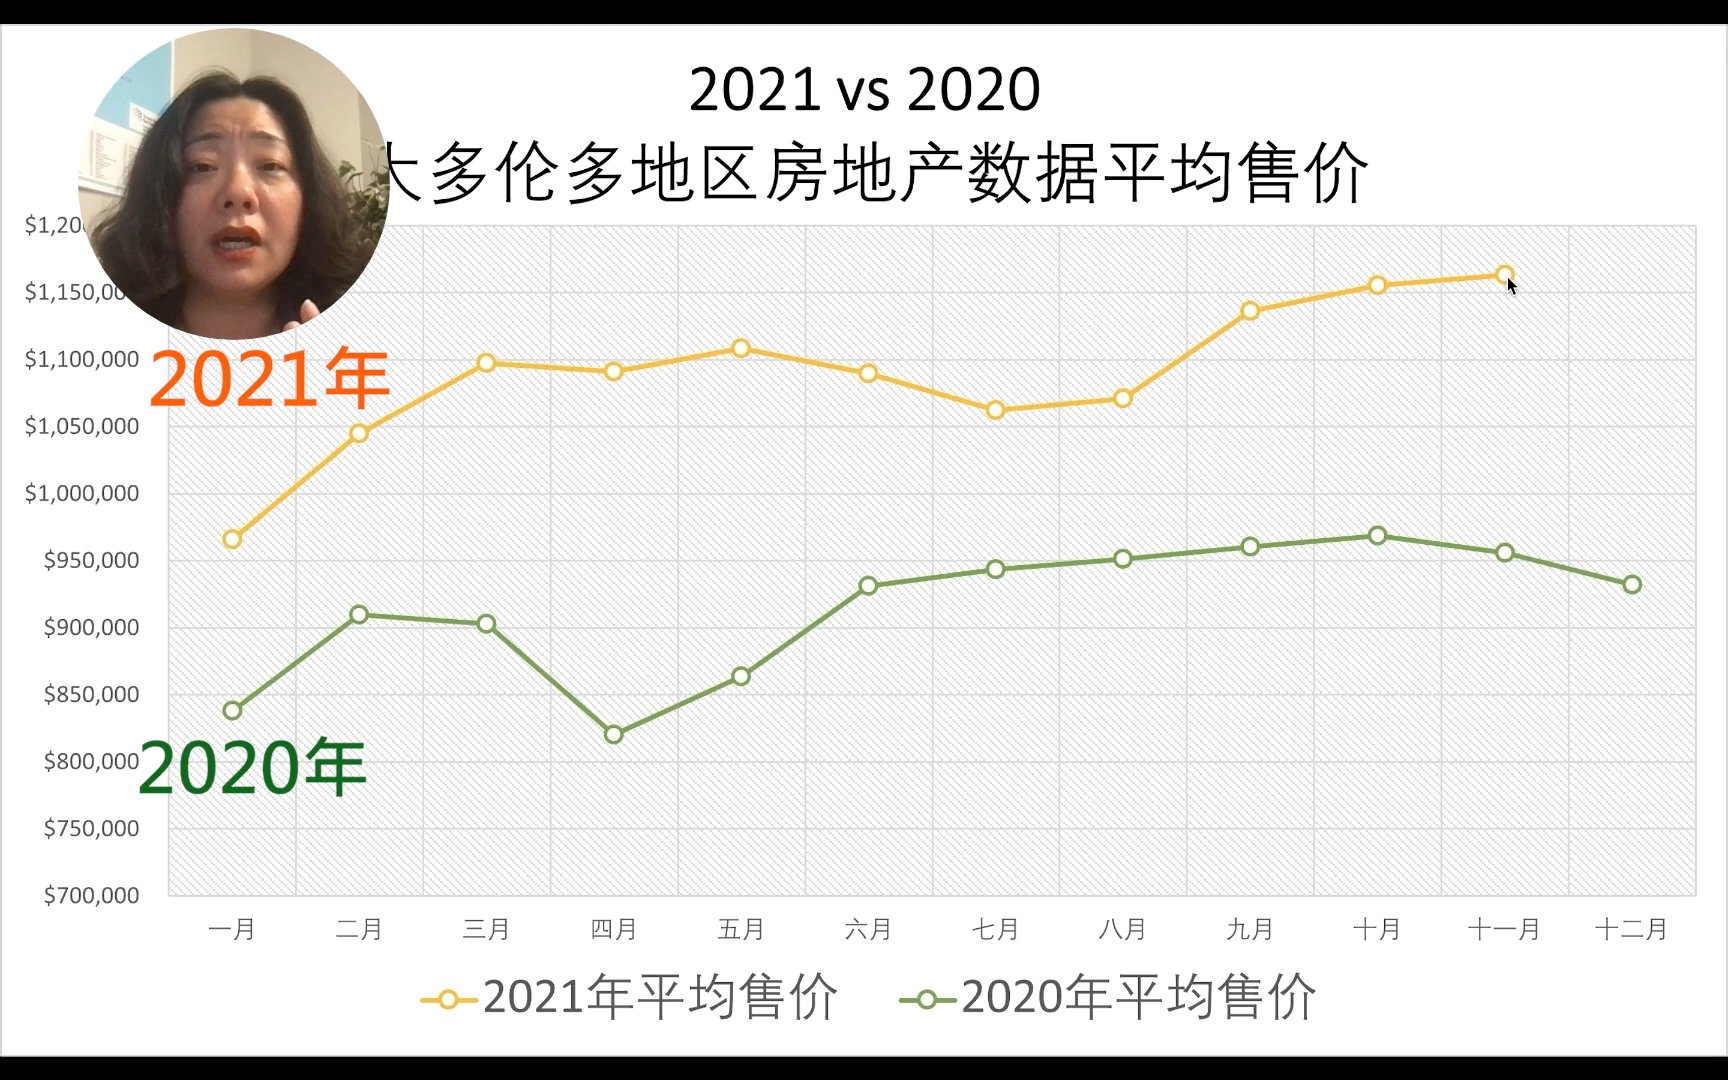 2021 vs 2020
大多伦多地区房地产数据平均售价
$1,150,00
$1,100,000
$1,050,000
$1,000,000
$950,000
$900,000
$850,000
$800,000
$750,000
$700,000
2021年
2020年
一月 二月 三月 四月 五月 六月 七月 八月 九月 十月 十一月 十二月
2021年平均售价 2020年平均售价